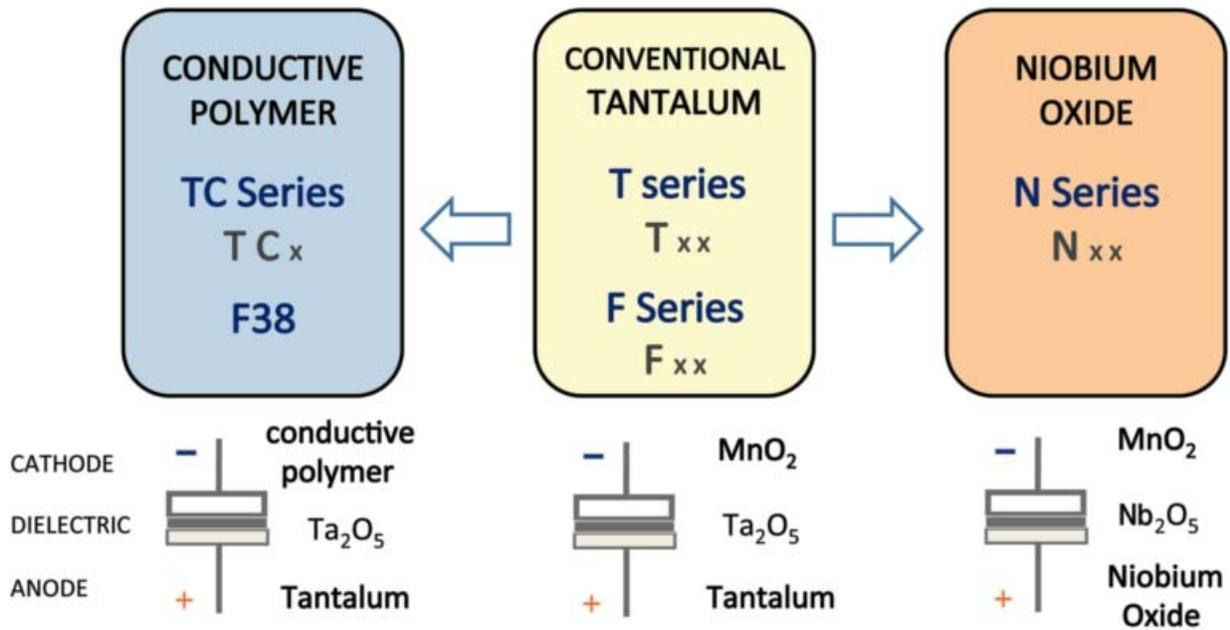 CONDUCTIVE
POLYMER
TC Series
T C x
F38
CONVENTIONAL
TANTALUM
T series
T x x
F Series
F x x
NIOBIUM
OXIDE
N Series
N x x
CATHODE
DIELECTRIC
ANODE
−
conductive
polymer
Ta₂O₅
+
Tantalum
−
MnO₂
Ta₂O₅
+
Tantalum
−
MnO₂
Nb₂O₅
+
Niobium
Oxide